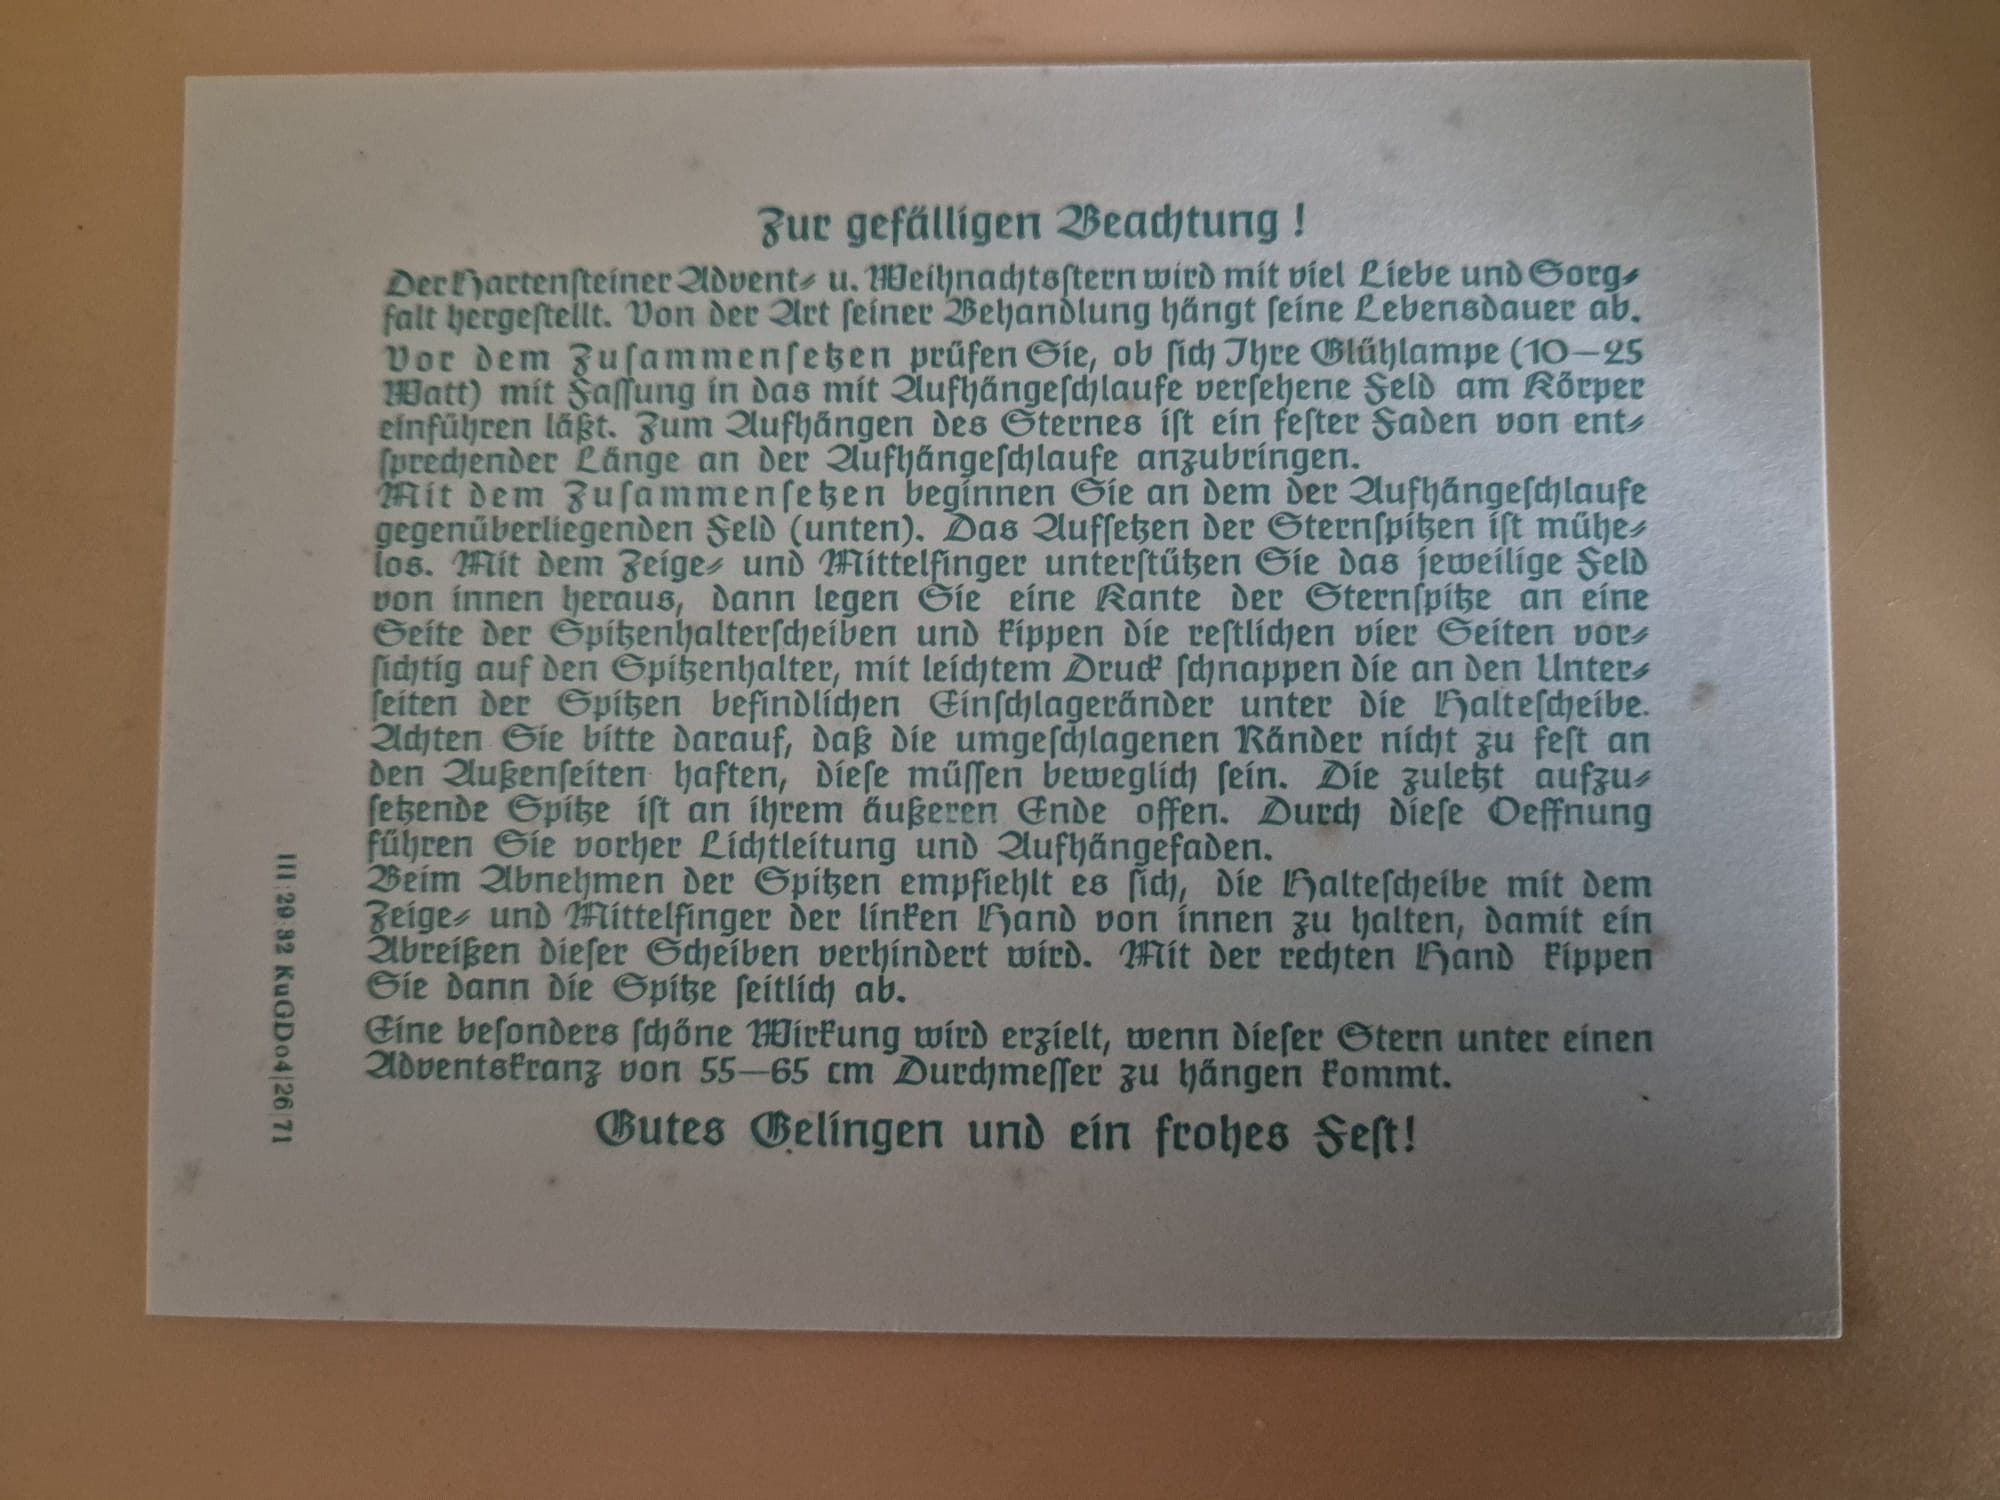 Zur gefälligen Beachtung !
Der Hartensteiner Advent- u. Weihnachtsstern wird mit viel Liebe und Sorg-
falt hergestellt. Von der Art seiner Behandlung hängt seine Lebensdauer ab.
Vor dem Zusammensetzen prüfen Sie, ob sich Ihre Glühlampe (10—25
Watt) mit Fassung in das mit Aufhängeschlaufe versehene Feld am Körper
einführen läßt. Zum Aufhängen des Sternes ist ein fester Faden von ent-
sprechender Länge an der Aufhängeschlaufe anzubringen.
Mit dem Zusammensetzen beginnen Sie an dem der Aufhängeschlaufe
gegenüberliegenden Feld (unten). Das Aufsetzen der Sternspitzen ist mühe-
los. Mit dem Zeige- und Mittelfinger unterstützen Sie das jeweilige Feld
von innen heraus, dann legen Sie eine Kante der Sternspitze an eine
Seite der Spitzenhalterscheiben und kippen die restlichen vier Seiten vor-
sichtig auf den Spitzenhalter, mit leichtem Druck schnappen die an den Unter-
seiten der Spitzen befindlichen Einschlageränder unter die Haltescheibe.
Achten Sie bitte darauf, daß die umgeschlagenen Ränder nicht zu fest an
den Außenseiten haften, diese müssen beweglich sein. Die zuletzt aufzu-
setzende Spitze ist an ihrem äußeren Ende offen. Durch diese Oeffnung
führen Sie vorher Lichtleitung und Aufhängefaden.
Beim Abnehmen der Spitzen empfiehlt es sich, die Haltescheibe mit dem
Zeige- und Mittelfinger der linken Hand von innen zu halten, damit ein
Abreißen dieser Scheiben verhindert wird. Mit der rechten Hand kippen
Sie dann die Spitze seitlich ab.
Eine besonders schöne Wirkung wird erzielt, wenn dieser Stern unter einen
Adventskranz von 55—65 cm Durchmesser zu hängen kommt.
Gutes Gelingen und ein frohes Fest!
III 29 32 KuGDo4|26|71